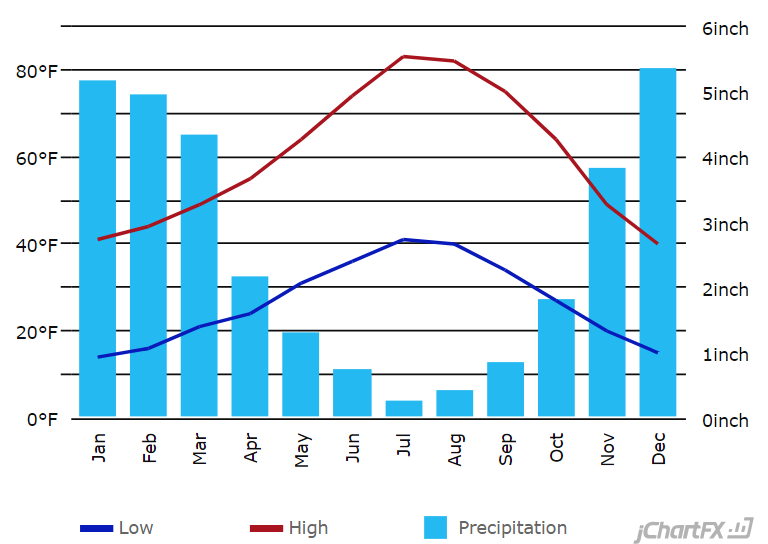 6inch
80°F
5inch
60°F
4inch
40°F
3inch
2inch
20°F
1inch
0°F
0inch
Jan Feb Mar Apr May Jun Jul Aug Sep Oct Nov Dec
Low High Precipitation
jChartFX